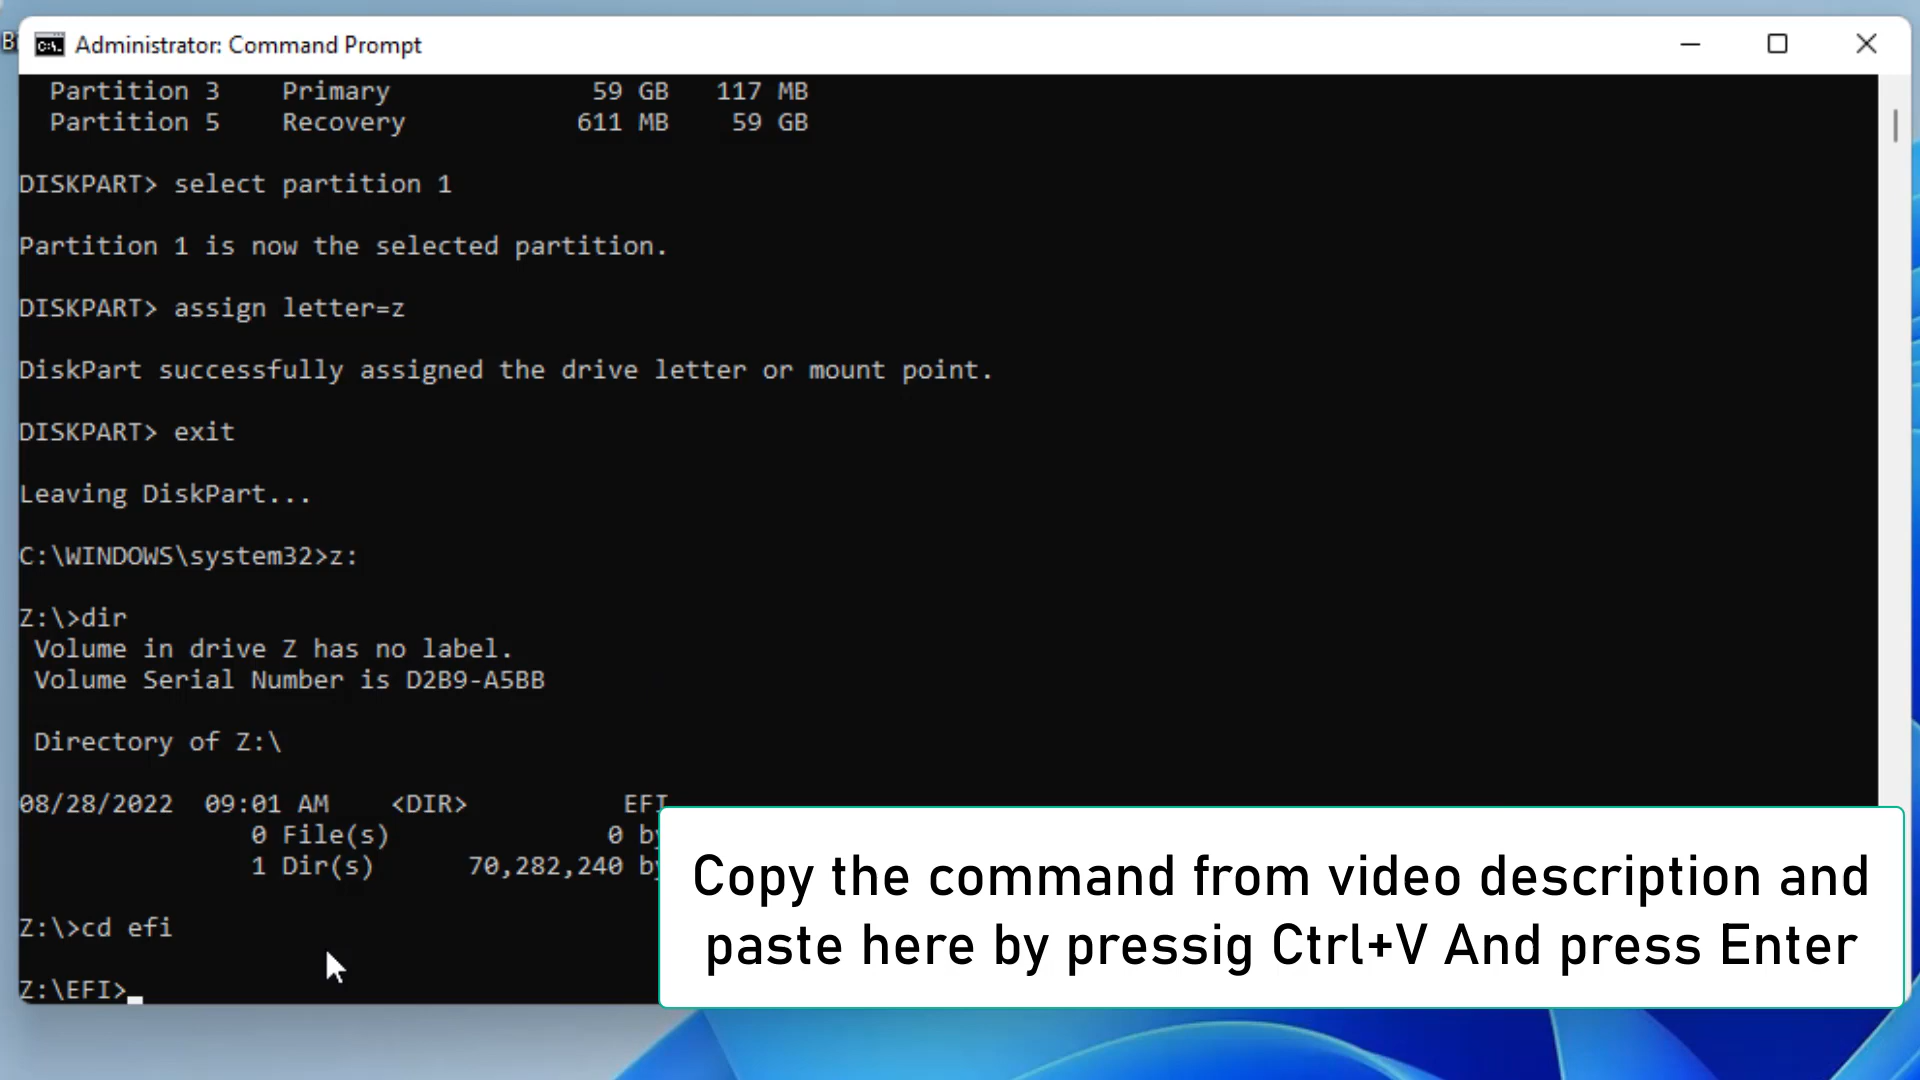 B
Administrator: Command Prompt
Partition 3 Primary 59 GB 117 MB
Partition 5 Recovery 611 MB 59 GB
DISKPART> select partition 1
Partition 1 is now the selected partition.
DISKPART> assign letter=z
DiskPart successfully assigned the drive letter or mount point.
DISKPART> exit
Leaving DiskPart...
C:\WINDOWS\system32>z:
Z:\>dir
Volume in drive Z has no label.
Volume Serial Number is D2B9-A5BB
Directory of Z:\
08/28/2022 09:01 AM <DIR> EFI
0 File(s) 0 by
1 Dir(s) 70,282,240 by
Z:\>cd efi
Z:\EFI>
Copy the command from video description and
paste here by pressig Ctrl+V And press Enter